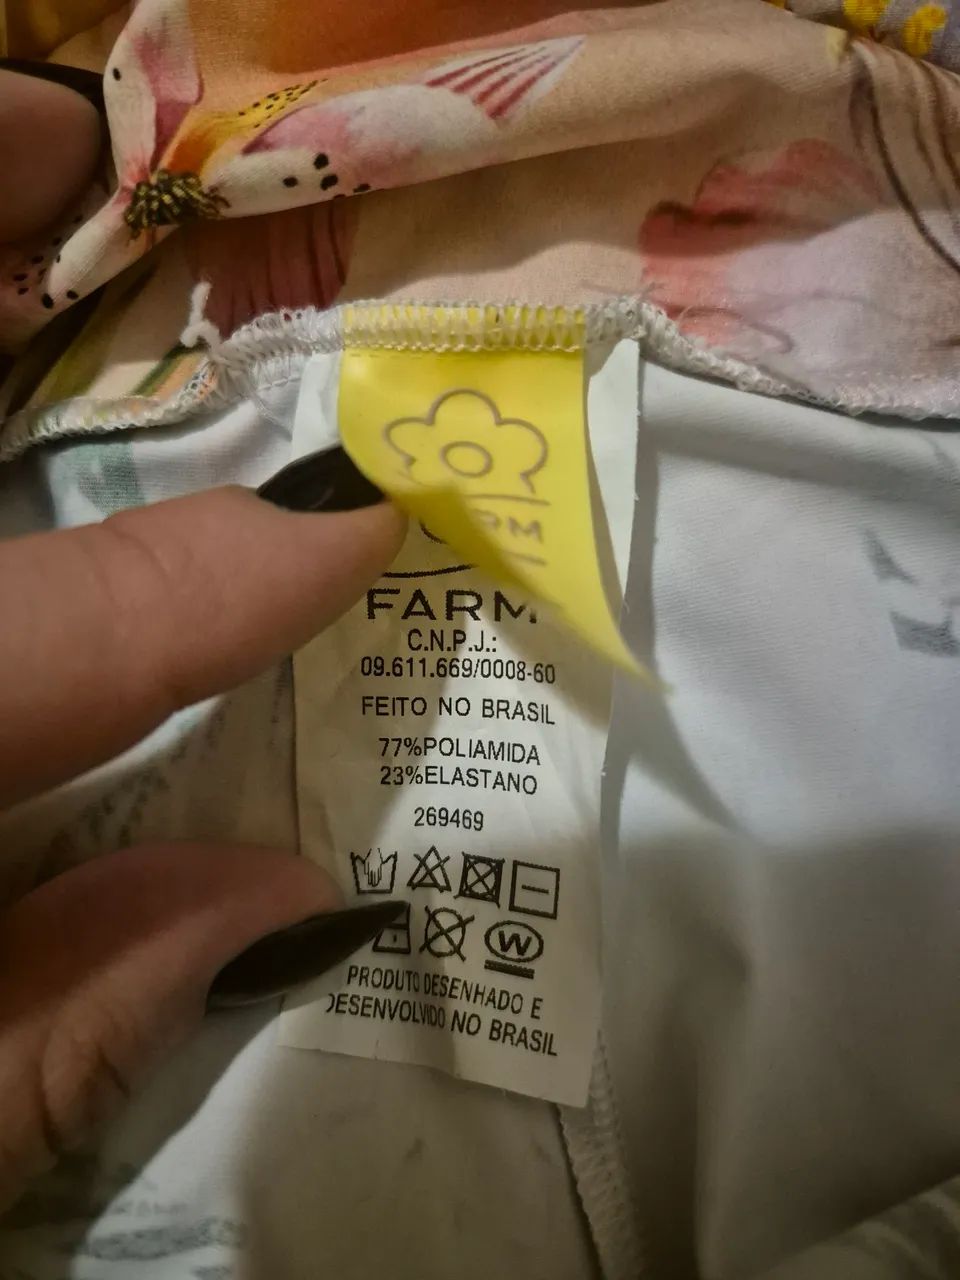 RM
FARM
C.N.P.J.:
09.611.669/0008-60
FEITO NO BRASIL
77%POLIAMIDA
23%ELASTANO
269469
W
PRODUTO DESENHADO E
DESENVOLVIDO NO BRASIL